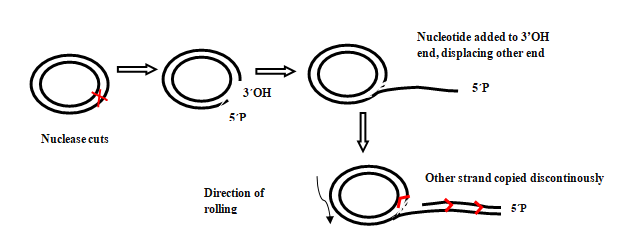 Nuclease cuts
3´OH
5´P
Nucleotide added to 3’OH
end, displacing other end
5´P
Direction of
rolling
Other strand copied discontinously
5´P